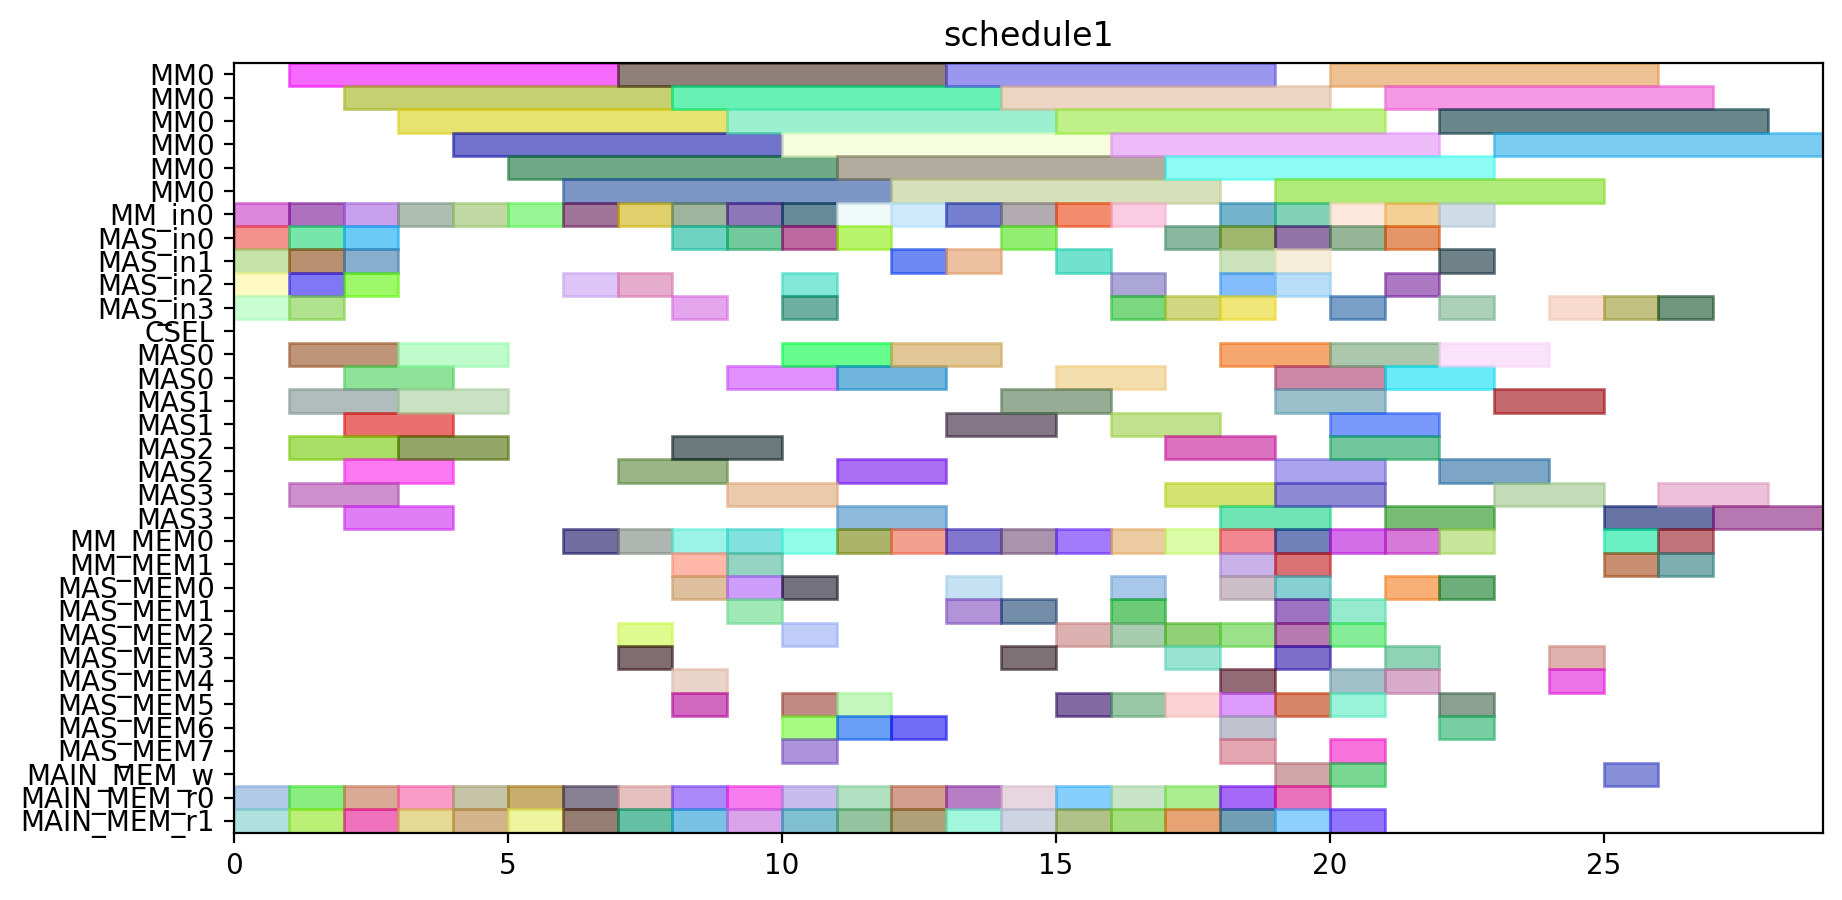 schedule1
MM0
MM0
MM0
MM0
MM0
MM0
MM_in0
MAS_in0
MAS_in1
MAS_in2
MAS_in3
CSEL
MAS0
MAS0
MAS1
MAS1
MAS2
MAS2
MAS3
MAS3
MM_MEM0
MM_MEM1
MAS_MEM0
MAS_MEM1
MAS_MEM2
MAS_MEM3
MAS_MEM4
MAS_MEM5
MAS_MEM6
MAS_MEM7
MAIN_MEM_w
MAIN_MEM_r0
MAIN_MEM_r1
0 5 10 15 20 25